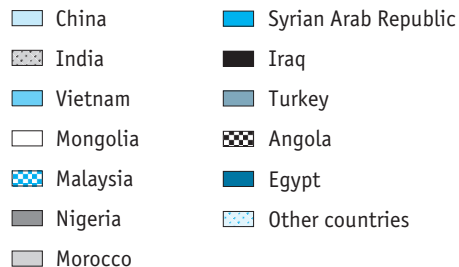 China
India
Vietnam
Mongolia
Malaysia
Nigeria
Morocco
Syrian Arab Republic
Iraq
Turkey
Angola
Egypt
Other countries